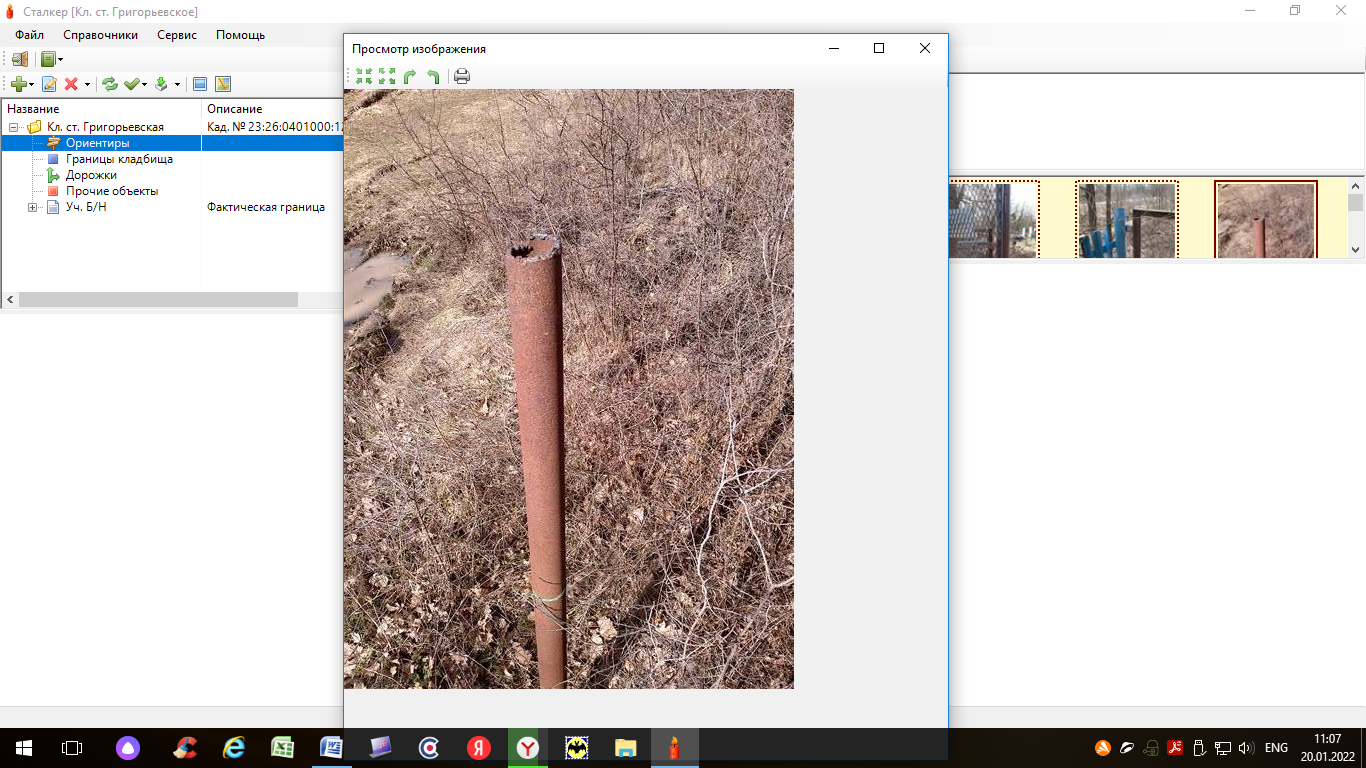 Сталкер [Кл. ст. Григорьевское]
Файл Справочники Сервис Помощь
Просмотр изображения
Название Описание
Кл. ст. Григорьевская Кад. № 23:26:0401000:1
Ориентиры
Границы кладбища
Дорожки
Прочие объекты
Уч. Б/Н Фактическая граница
ENG
11:07
20.01.2022